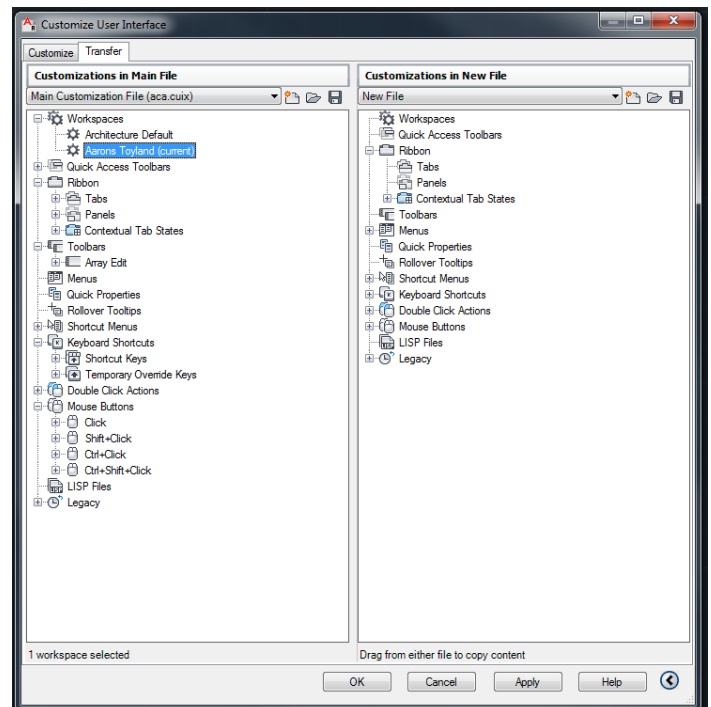 Customize User Interface
Customize
Transfer
Customizations in Main File
Main Customization File (aca.cuix)
Workspaces
Architecture Default
Aarons Toyland (current)
Quick Access Toolbars
Ribbon
Tabs
Panels
Contextual Tab States
Toolbars
Array Edit
Menus
Quick Properties
Rollover Tooltips
Shortcut Menus
Keyboard Shortcuts
Shortcut Keys
Temporary Override Keys
Double Click Actions
Mouse Buttons
Click
Shift+Click
Ctrl+Click
Ctrl+Shift+Click
LISP Files
Legacy
1 workspace selected
Customizations in New File
New File
Workspaces
Quick Access Toolbars
Ribbon
Tabs
Panels
Contextual Tab States
Toolbars
Menus
Quick Properties
Rollover Tooltips
Shortcut Menus
Keyboard Shortcuts
Double Click Actions
Mouse Buttons
LISP Files
Legacy
Drag from either file to copy content
OK
Cancel
Apply
Help